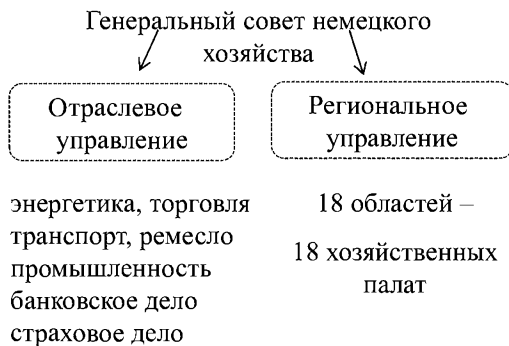 Генеральный совет немецкого
хозяйства
Отраслевое
управление
Региональное
управление
энергетика, торговля
транспорт, ремесло
промышленность
банковское дело
страховое дело
18 областей –
18 хозяйственных
палат